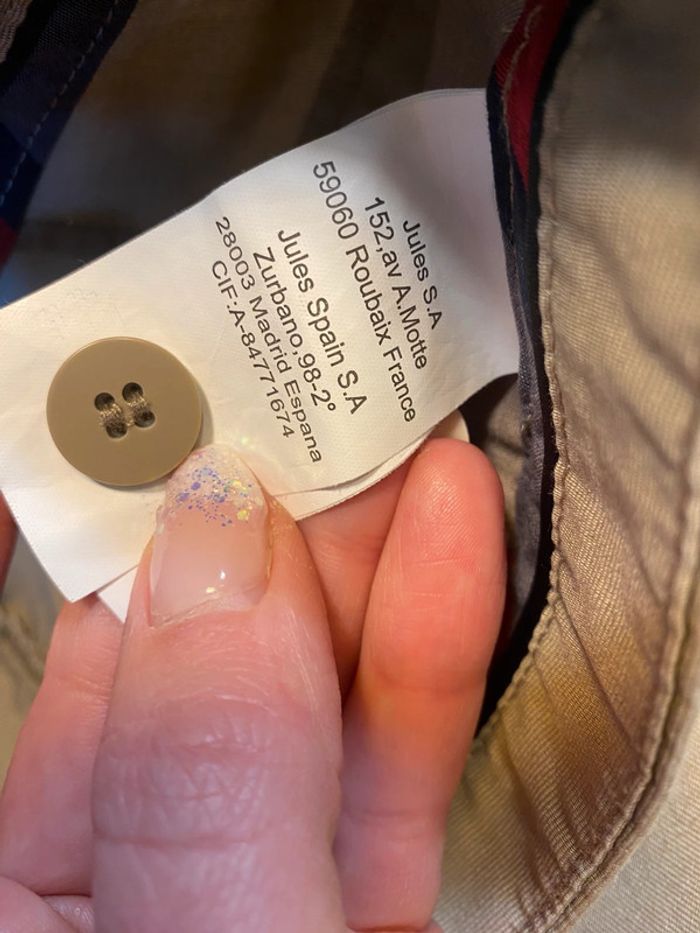 Jules S.A
152,av A.Motte
59060 Roubaix France
Jules Spain S.A
Zurbano,98-2°
28003 Madrid Espana
CIF:A-84771674